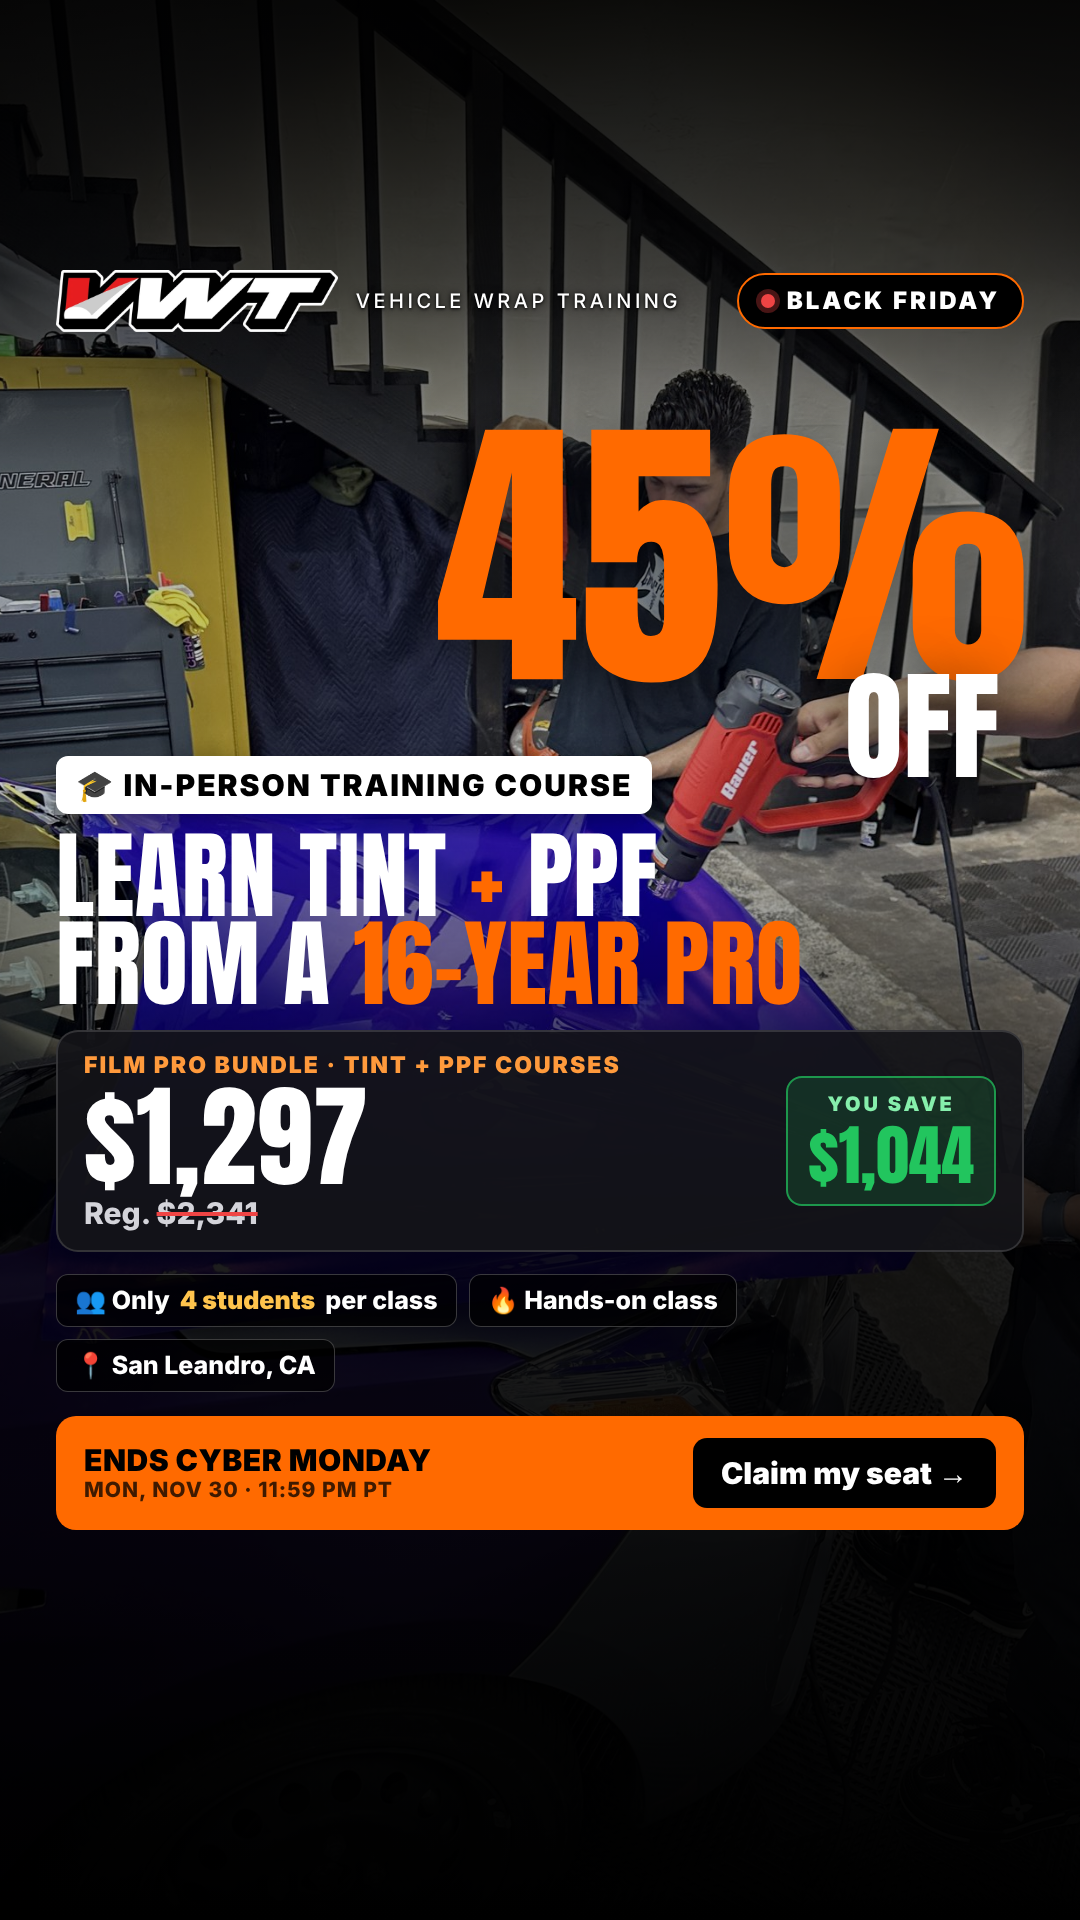 VWT VEHICLE WRAP TRAINING
BLACK FRIDAY
NERAL
45%
OFF
Bauer
🎓 IN-PERSON TRAINING COURSE
LEARN TINT + PPF
FROM A 16-YEAR PRO
FILM PRO BUNDLE · TINT + PPF COURSES
$1,297
Reg. $2,341
YOU SAVE
$1,044
👥 Only 4 students per class
🔥 Hands-on class
📍 San Leandro, CA
ENDS CYBER MONDAY
MON, NOV 30 · 11:59 PM PT
Claim my seat →